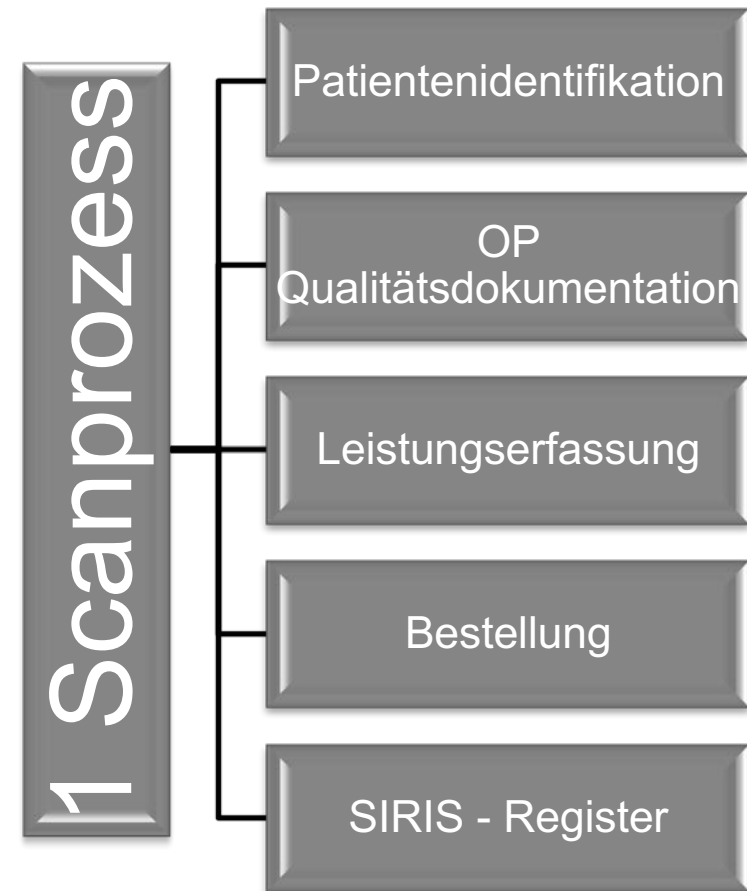 1 Scanprozess
Patientenidentifikation
OP
Qualitätsdokumentation
Leistungserfassung
Bestellung
SIRIS - Register